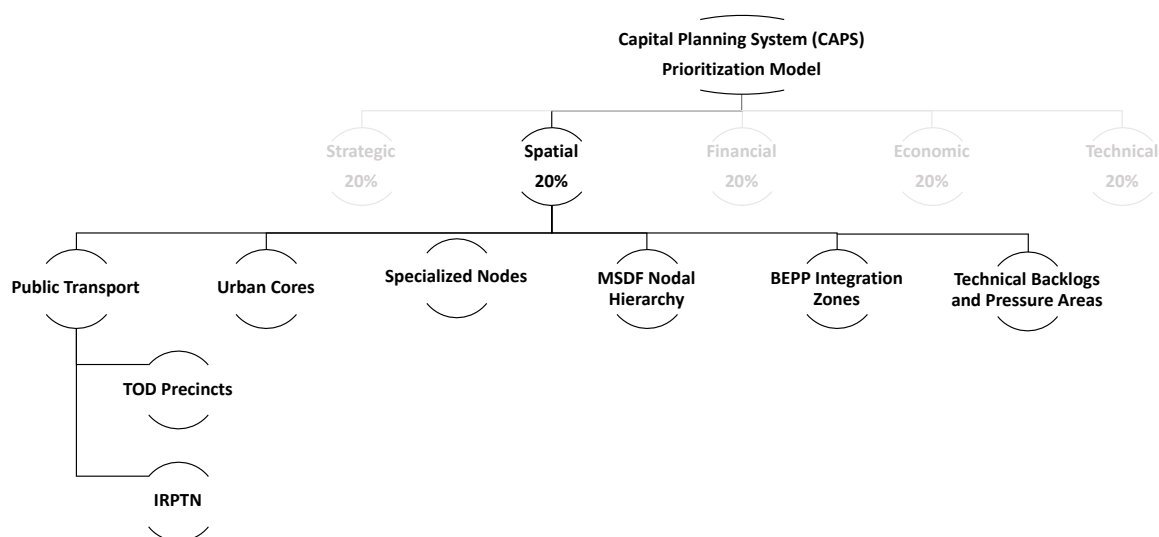 Capital Planning System (CAPS)
Prioritization Model
Strategic
20%
Spatial
20%
Financial
20%
Economic
20%
Technical
20%
Public Transport
Urban Cores
Specialized Nodes
MSDF Nodal
Hierarchy
BEPP Integration
Zones
Technical Backlogs
and Pressure Areas
TOD Precincts
IRPTN